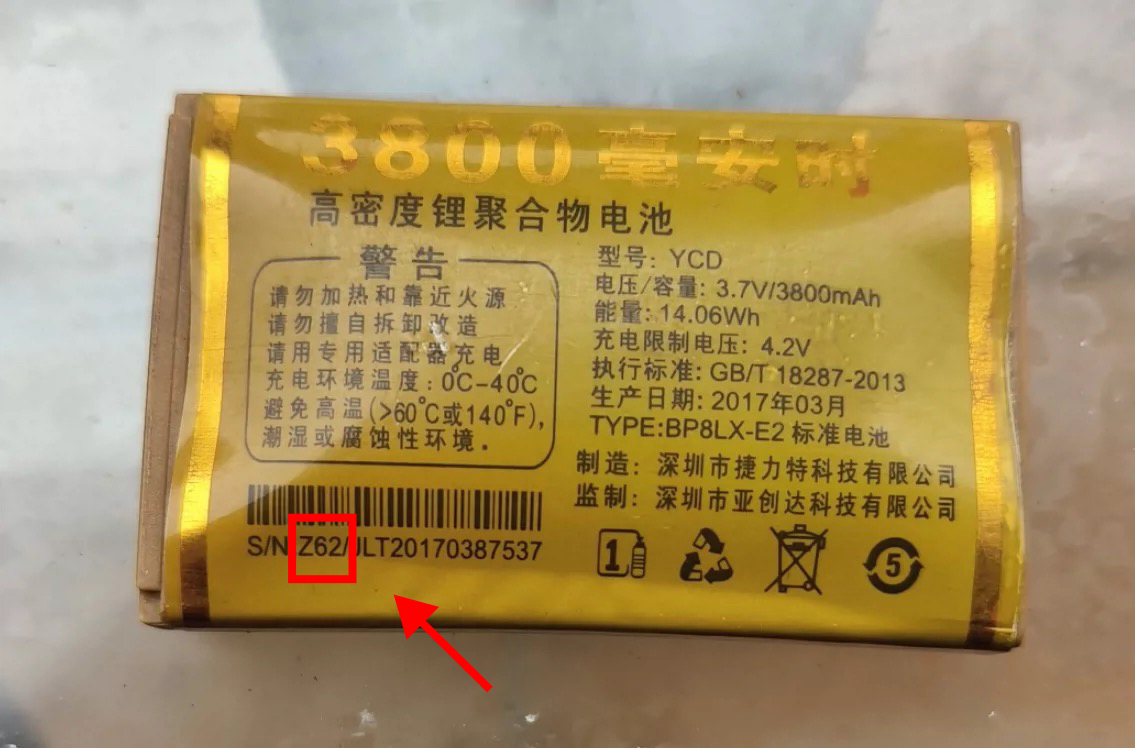 3800毫安时
高密度锂聚合物电池
警告
请勿加热和靠近火源
请勿擅自拆卸改造
请用专用适配器充电
充电环境温度:0℃-40℃
避免高温(>60℃或140°F),
潮湿或腐蚀性环境.
型号: YCD
电压/容量: 3.7V/3800mAh
能量: 14.06Wh
充电限制电压: 4.2V
执行标准: GB/T 18287-2013
生产日期: 2017年03月
TYPE:BP8LX-E2 标准电池
制造: 深圳市捷力特科技有限公司
监制: 深圳市亚创达科技有限公司
S/N:Z62/JLT20170387537
1
5